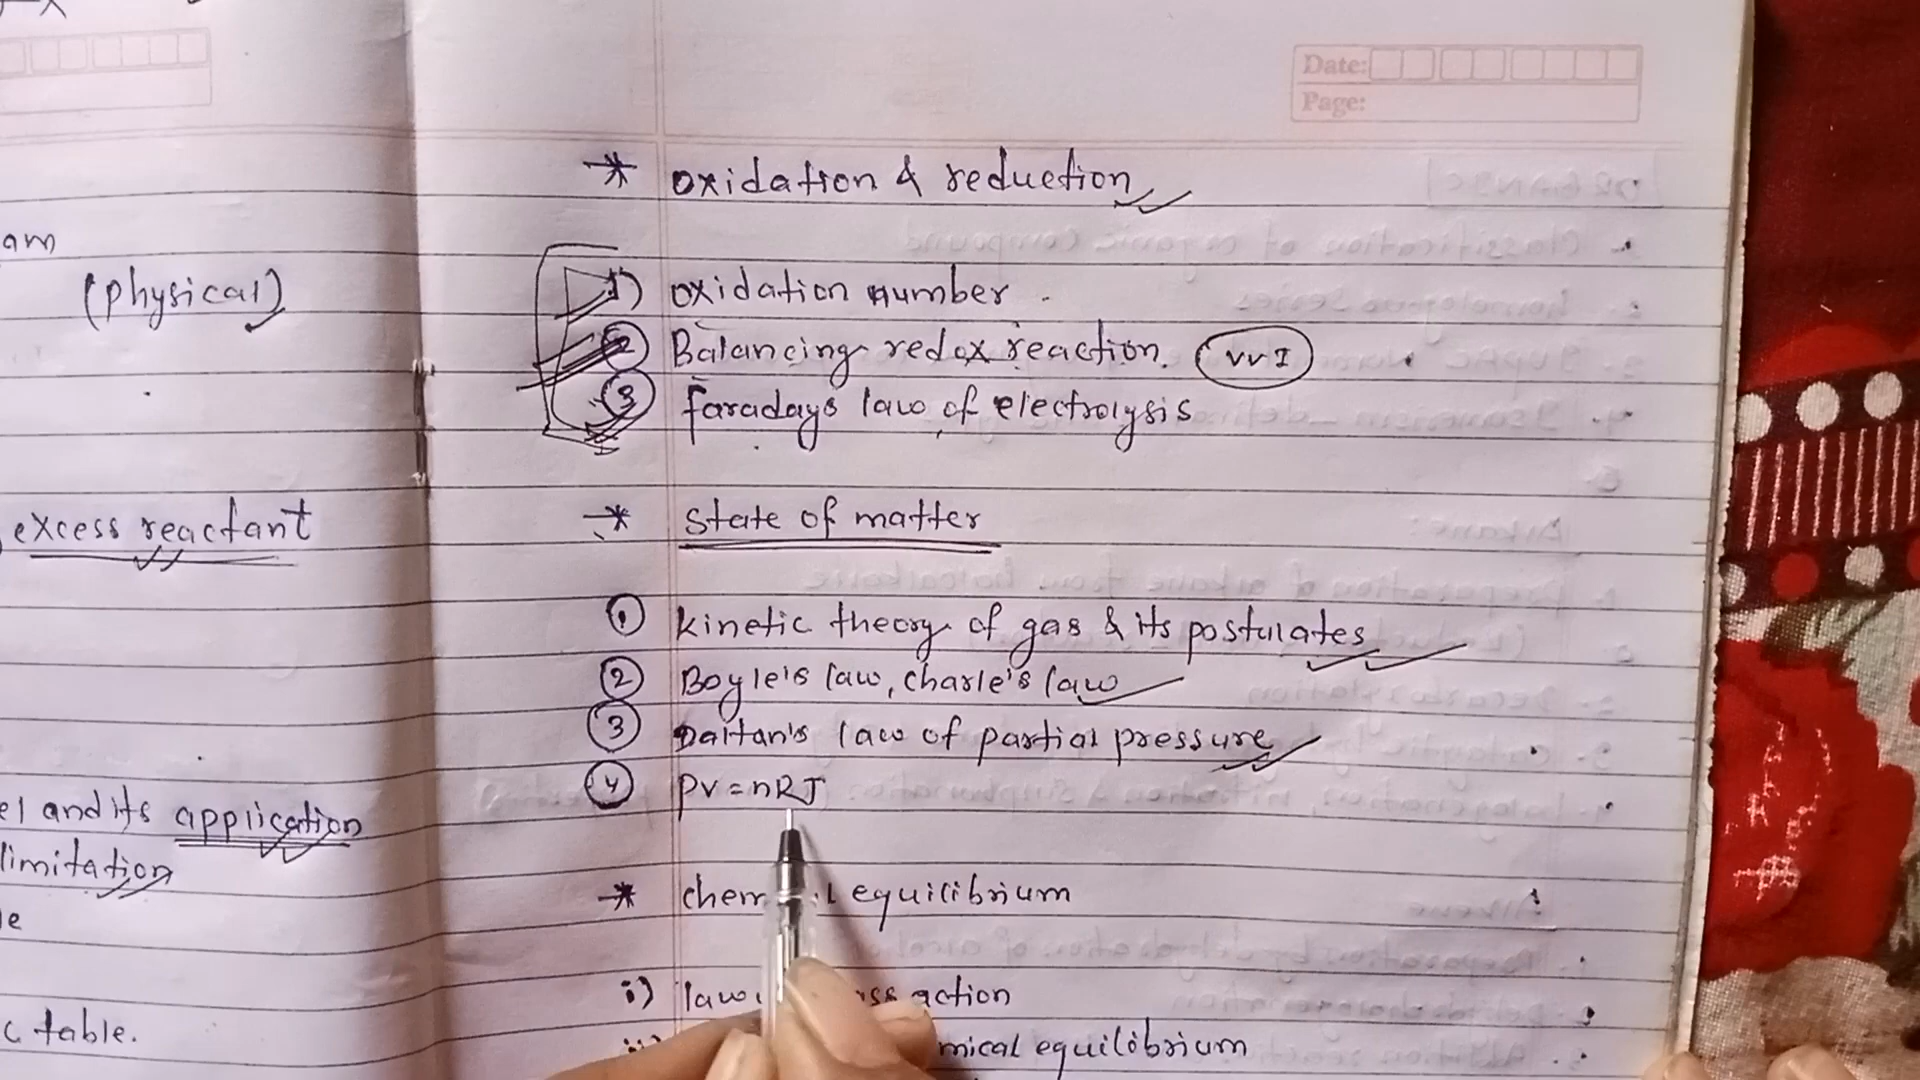 am
(physical)
excess reactant
el and its application
limitation
le
c table.
Date:
Page:
* oxidation & reduction
1) oxidation number
2 Balancing redox reaction. VVI
3 faradays law of electrolysis
* State of matter
1 kinetic theory of gas & its postulates
2 Boyle's law, charle's law
3 Daltan's law of partial pressure
4 PV = nRT
* equilibrium
i) law action
mical equilibrium